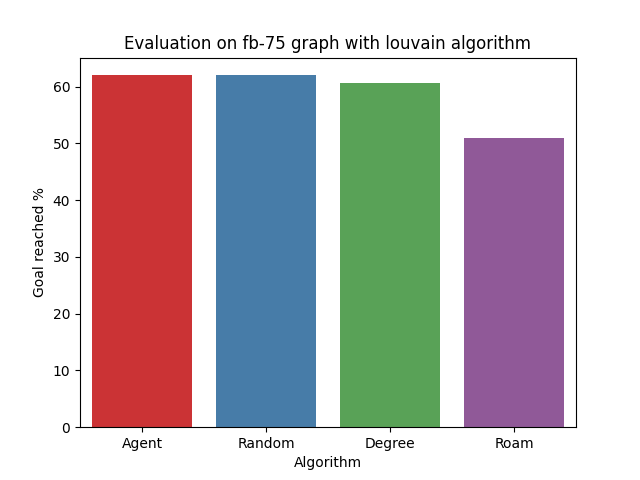 Evaluation on fb-75 graph with louvain algorithm
Goal reached %
60
50
40
30
20
10
0
Agent Random Degree Roam
Algorithm